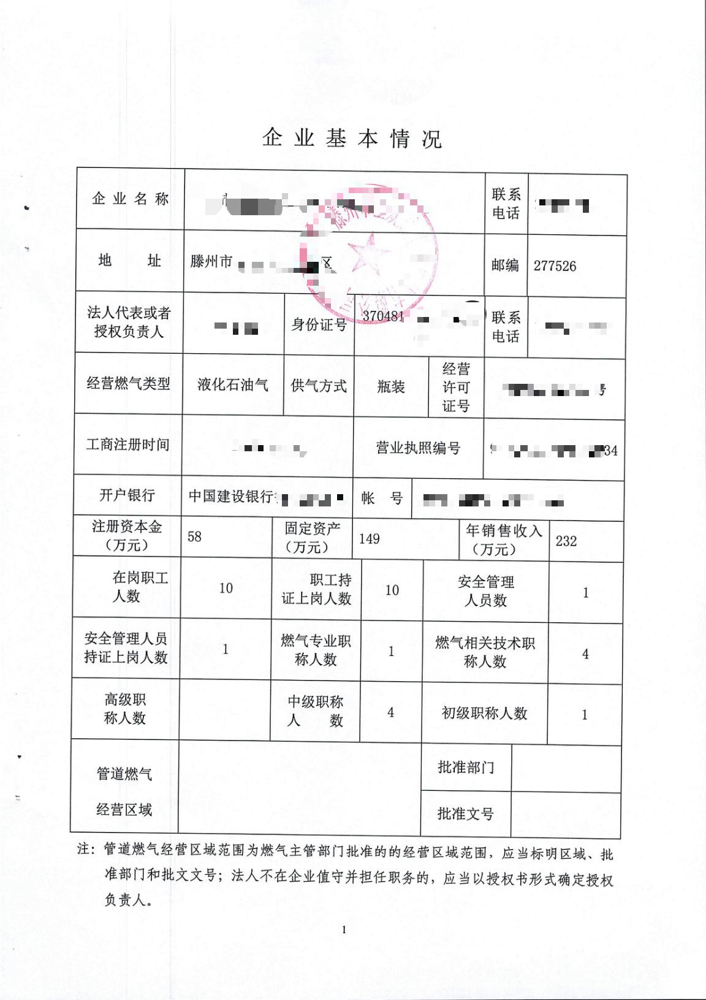 企业基本情况
企业名称
联系
电话
地 址
滕州市
区
邮编
277526
法人代表或者
授权负责人
身份证号
370481
联系
电话
经营燃气类型
液化石油气
供气方式
瓶装
经营
许可
证号
号
工商注册时间
营业执照编号
9
34
开户银行
中国建设银行
帐 号
注册资本金
（万元）
58
固定资产
（万元）
149
年销售收入
（万元）
232
在岗职工
人数
10
职工持
证上岗人数
10
安全管理
人员数
1
安全管理人员
持证上岗人数
1
燃气专业职
称人数
1
燃气相关技术职
称人数
4
高级职
称人数
中级职称
人 数
4
初级职称人数
1
管道燃气
经营区域
批准部门
批准文号
注：管道燃气经营区域范围为燃气主管部门批准的的经营区域范围，应当标明区域、批
准部门和批文文号；法人不在企业值守并担任职务的，应当以授权书形式确定授权
负责人。
1